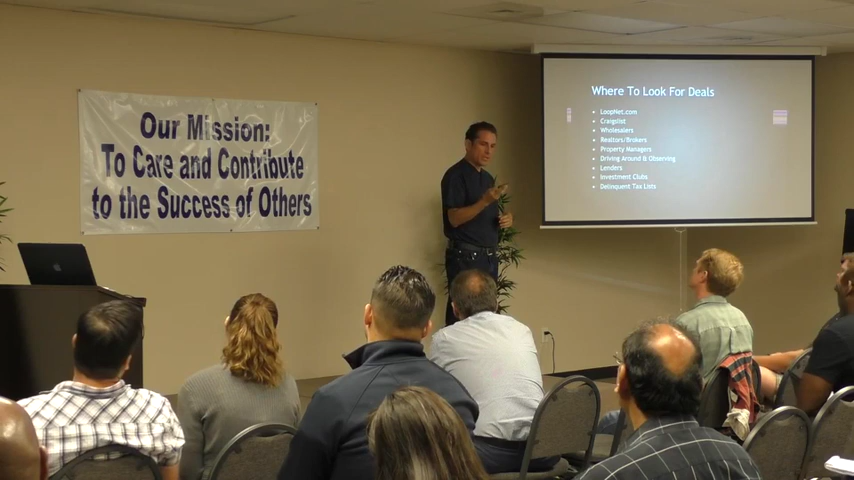 Our Mission:
To Care and Contribute
to the Success of Others
Where To Look For Deals
LoopNet.com
Craigslist
Wholesalers
Realtors/Brokers
Property Managers
Driving Around & Observing
Lenders
Investment Clubs
Delinquent Tax Lists